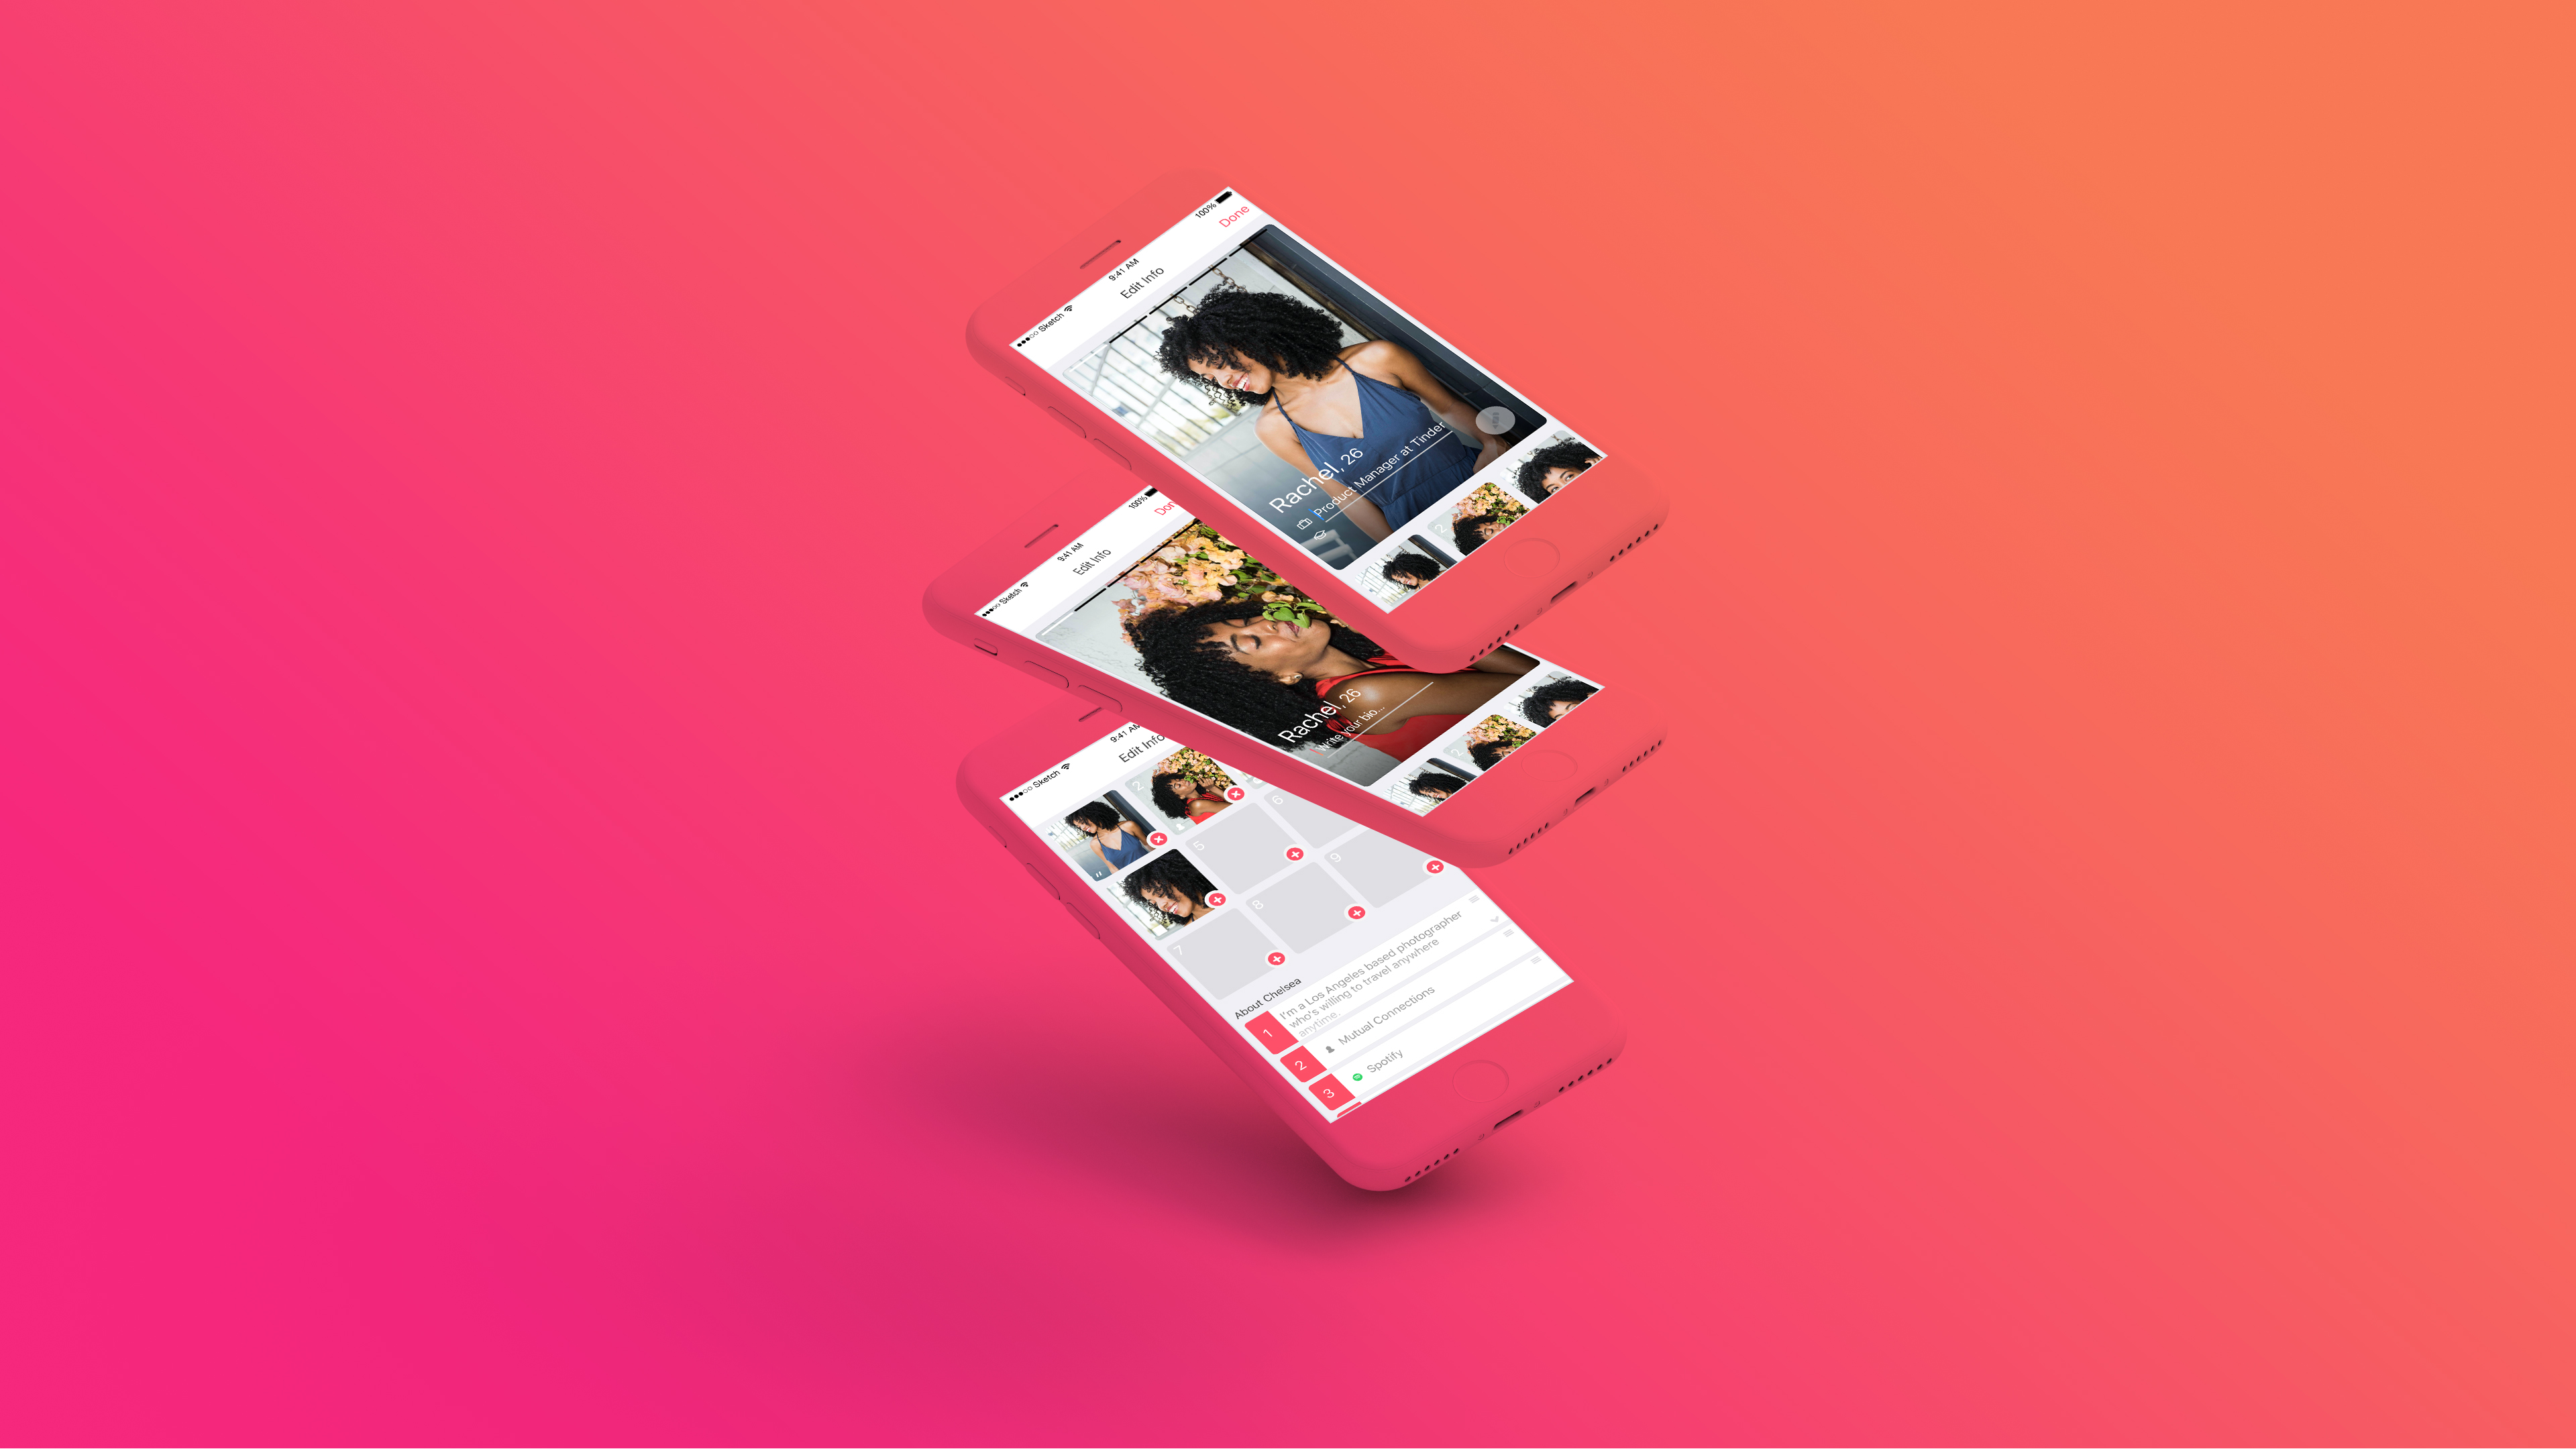 ●●●○○ Sketch
9:41 AM
100%
Edit Info
Done
Rachel, 26
Product Manager at Tinder
2
●●●○○ Sketch
9:41 AM
100%
Edit Info
Rachel, 26
Write your bio...
2
●●●○○ Sketch
9:41 AM
Edit Info
2
5
6
7
8
9
About Chelsea
1
I'm a Los Angeles based photographer
who's willing to travel anywhere
anytime.
2
Mutual Connections
3
Spotify